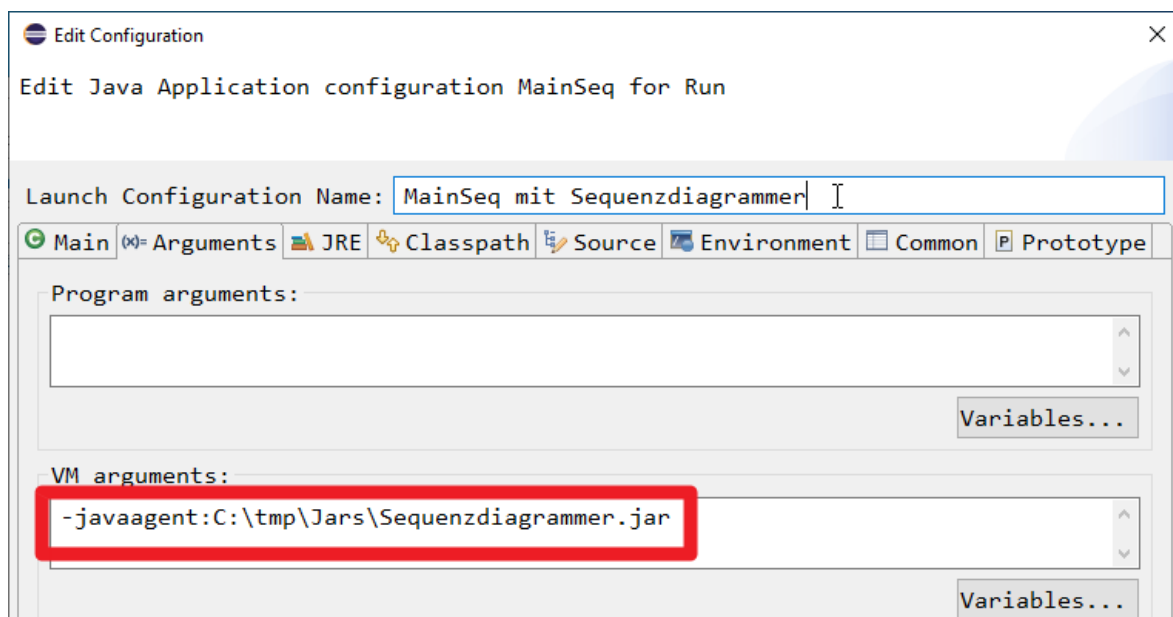 Edit Configuration
Edit Java Application configuration MainSeq for Run
Launch Configuration Name: MainSeq mit Sequenzdiagrammer
Main (x)= Arguments JRE Classpath Source Environment Common Prototype
Program arguments:
Variables...
VM arguments:
-javaagent:C:\tmp\Jars\Sequenzdiagrammer.jar
Variables...